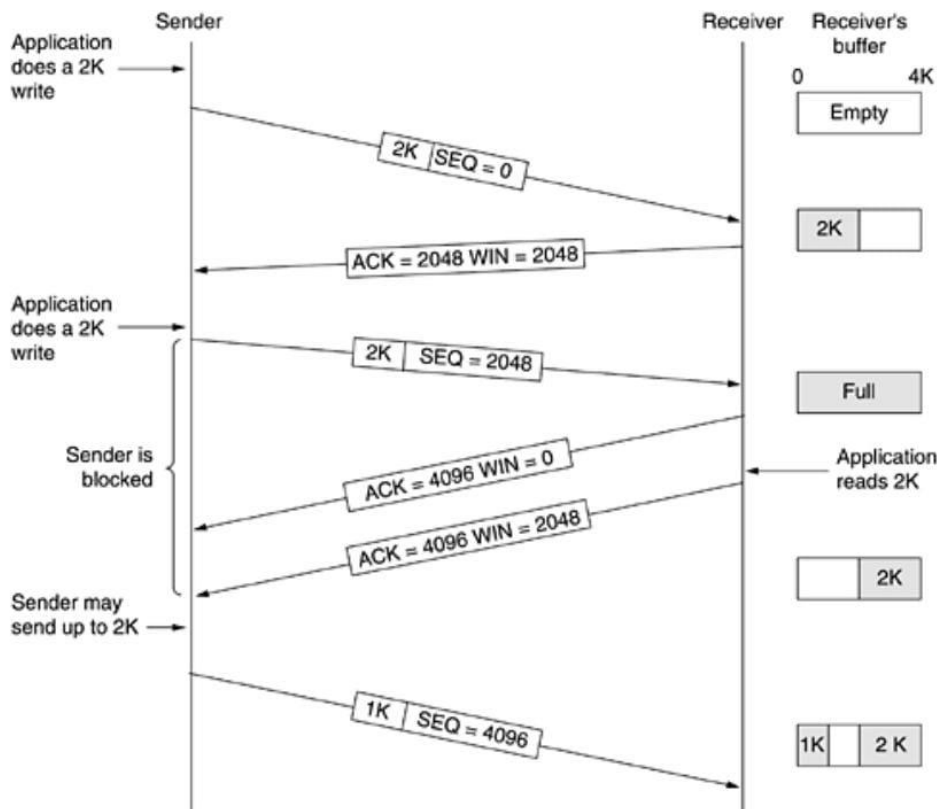 Sender
Receiver
Receiver's
buffer
Application
does a 2K
write
0 4K
Empty
2K SEQ = 0
2K
ACK = 2048 WIN = 2048
Application
does a 2K
write
2K SEQ = 2048
Full
Sender is
blocked
ACK = 4096 WIN = 0
Application
reads 2K
ACK = 4096 WIN = 2048
2K
Sender may
send up to 2K
1K SEQ = 4096
1K 2 K